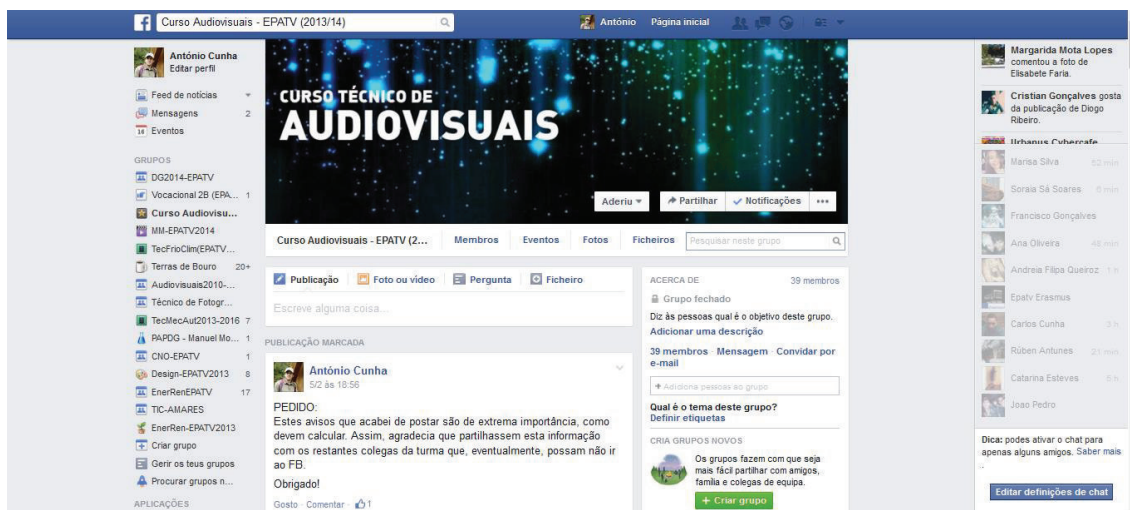 Curso Audiovisuais - EPATV (2013/14)
António Página inicial
António Cunha
Editar perfil
Feed de notícias
Mensagens 2
Eventos
GRUPOS
DG2014-EPATV
Vocacional 2B (EPA... 1
Curso Audiovisu...
MM-EPATV2014
TecFrioClim(EPATV...
Terras de Bouro 20+
Audiovisuais2010-...
Técnico de Fotogr...
TecMecAut2013-2016 7
PAPDG - Manuel Mo... 1
CNO-EPATV 1
Design-EPATV2013 8
EnerRenEPATV 17
TIC-AMARES
EnerRen-EPATV2013
Criar grupo
Gerir os teus grupos
Procurar grupos n...
APLICAÇÕES
CURSO TÉCNICO DE
AUDIOVISUAIS
Aderiu Partilhar Notificações ...
Curso Audiovisuais - EPATV (2... Membros Eventos Fotos Ficheiros Pesquisar neste grupo
Publicação Foto ou vídeo Pergunta Ficheiro
Escreve alguma coisa...
PUBLICAÇÃO MARCADA
António Cunha
5/2 às 18:56
PEDIDO:
Estes avisos que acabei de postar são de extrema importância, como
devem calcular. Assim, agradecia que partilhassem esta informação
com os restantes colegas da turma que, eventualmente, possam não ir
ao FB.
Obrigado!
Gosto · Comentar · 1
ACERCA DE 39 membros
Grupo fechado
Diz às pessoas qual é o objetivo deste grupo.
Adicionar uma descrição
39 membros · Mensagem · Convidar por
e-mail
+ Adiciona pessoas ao grupo
Qual é o tema deste grupo?
Definir etiquetas
CRIA GRUPOS NOVOS
Os grupos fazem com que seja
mais fácil partilhar com amigos,
família e colegas de equipa.
+ Criar grupo
Margarida Mota Lopes
comentou a foto de
Elisabete Faria.
Cristian Gonçalves gosta
da publicação de Diogo
Ribeiro.
Urbanus Cybercafe
Marisa Silva 52 min
Soraia Sá Soares
Francisco Gonçalves
Ana Oliveira 48 min
Andreia Filipa Queiroz 1 h
Epatv Erasmus
Carlos Cunha 3 h
Rúben Antunes 21 min
Catarina Esteves 5 h
Joao Pedro
Dica: podes ativar o chat para
apenas alguns amigos. Saber mais
..
Editar definições de chat